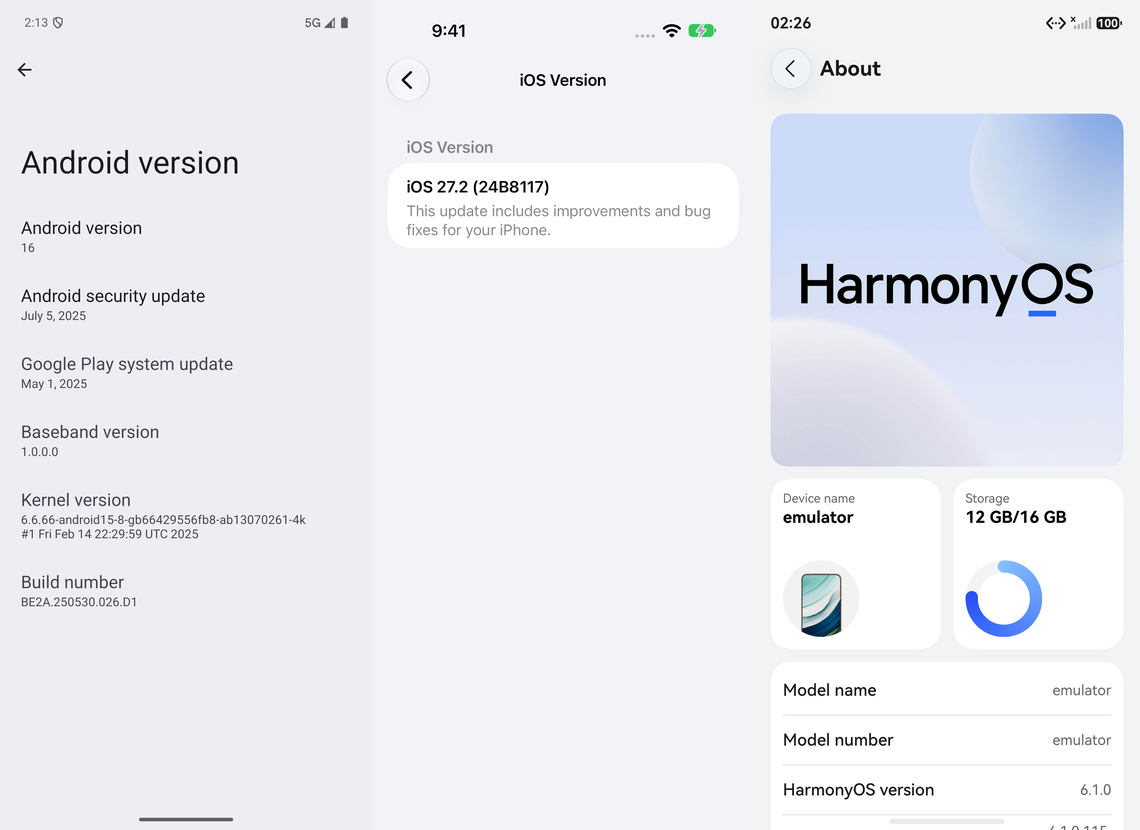 2:13
5G
Android version
Android version
16
Android security update
July 5, 2025
Google Play system update
May 1, 2025
Baseband version
1.0.0.0
Kernel version
6.6.66-android15-8-gb66429556fb8-ab13070261-4k
#1 Fri Feb 14 22:29:59 UTC 2025
Build number
BE2A.250530.026.D1
9:41
iOS Version
iOS Version
iOS 27.2 (24B8117)
This update includes improvements and bug
fixes for your iPhone.
02:26
100
About
HarmonyOS
Device name
emulator
Storage
12 GB/16 GB
Model name
emulator
Model number
emulator
HarmonyOS version
6.1.0